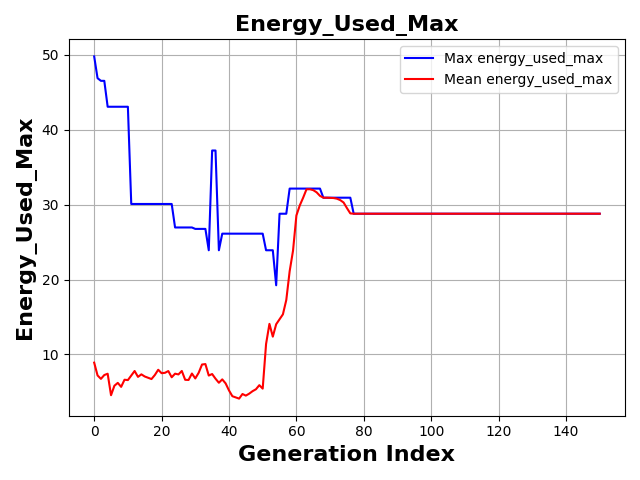 Energy_Used_Max
Max energy_used_max
Mean energy_used_max
Energy_Used_Max
50
40
30
20
10
0 20 40 60 80 100 120 140
Generation Index